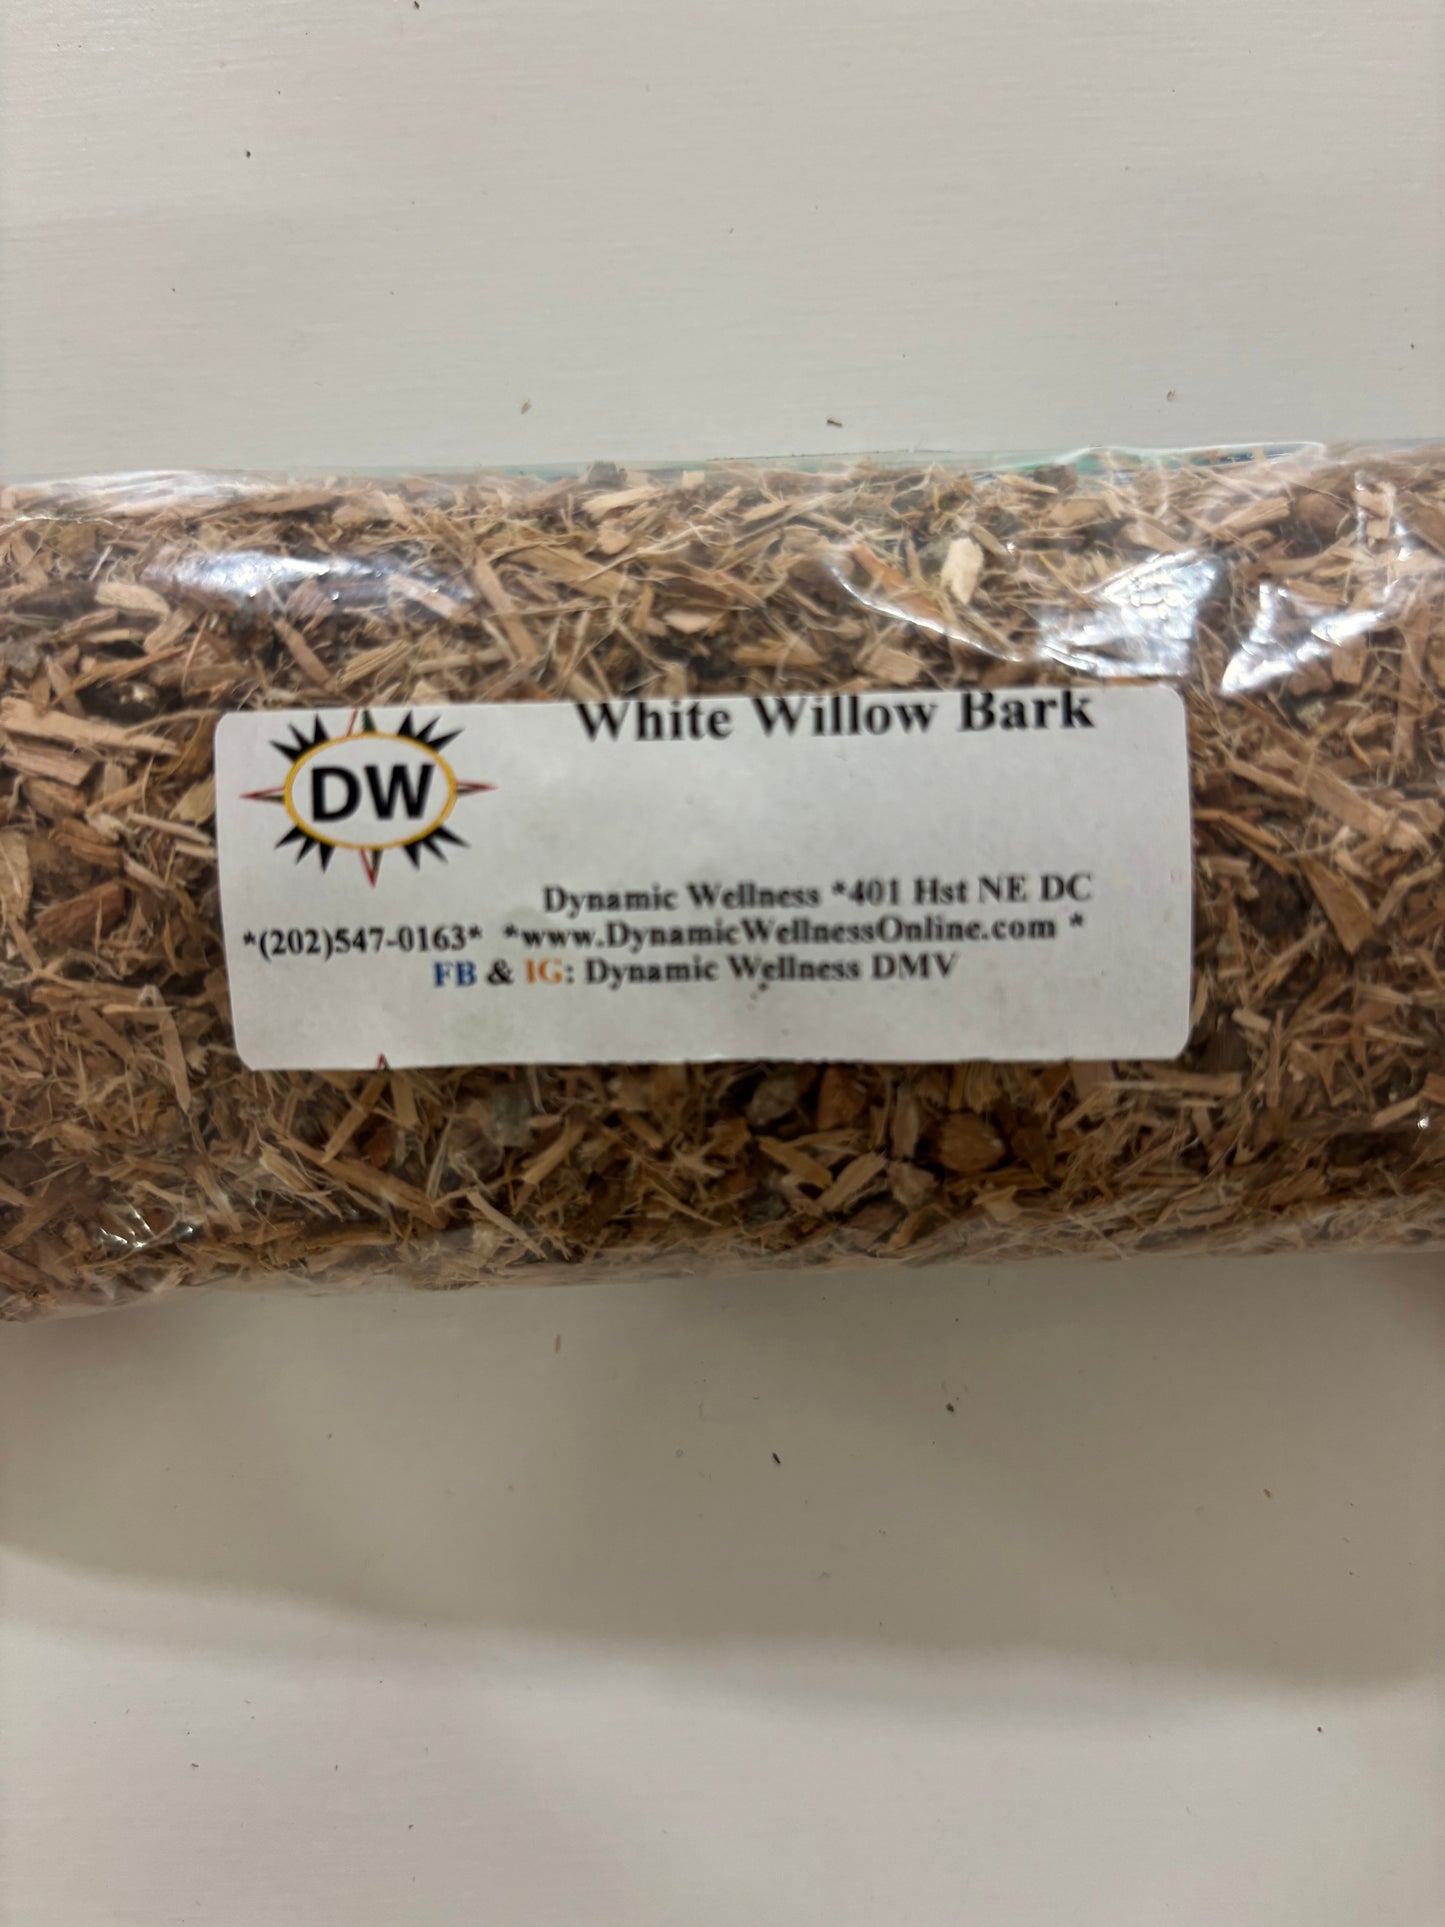 White Willow Bark
DW
Dynamic Wellness *401 Hst NE DC
*(202)547-0163* *www.DynamicWellnessOnline.com *
FB & IG: Dynamic Wellness DMV